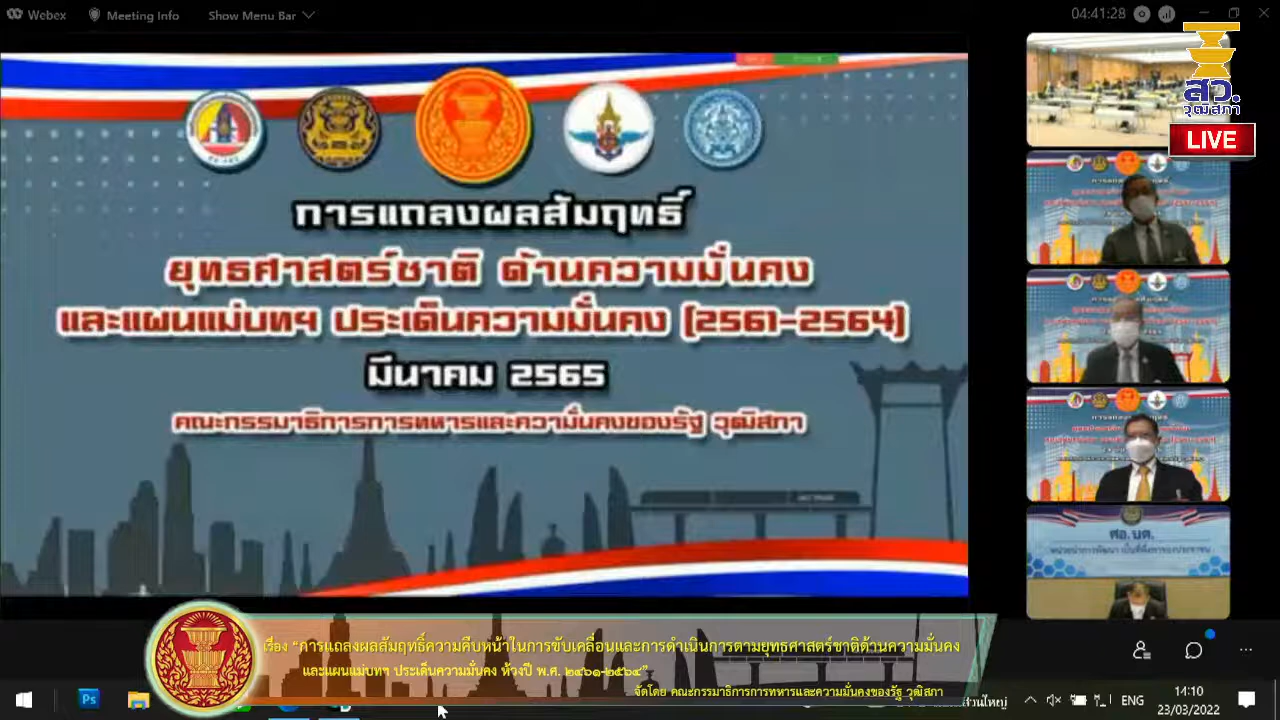 Webex Meeting Info Show Menu Bar 04:41:28
สว.
วุฒิสภา
LIVE
การแถลงผลสัมฤทธิ์
ยุทธศาสตร์ชาติ ด้านความมั่นคง
และแผนแม่บทฯ ประเด็นความมั่นคง (2561-2564)
มีนาคม 2565
คณะกรรมาธิการการทหารและความมั่นคงของรัฐ วุฒิสภา
ศอ.บต.
เรื่อง "การแถลงผลสัมฤทธิ์ความคืบหน้าในการขับเคลื่อนและการดำเนินการตามยุทธศาสตร์ชาติด้านความมั่นคง
และแผนแม่บทฯ ประเด็นความมั่นคง ห้วงปี พ.ศ. ๒๕๖๑-๒๕๖๔"
จัดโดย คณะกรรมาธิการการทหารและความมั่นคงของรัฐ วุฒิสภา
Ps
ENG
14:10
23/03/2022